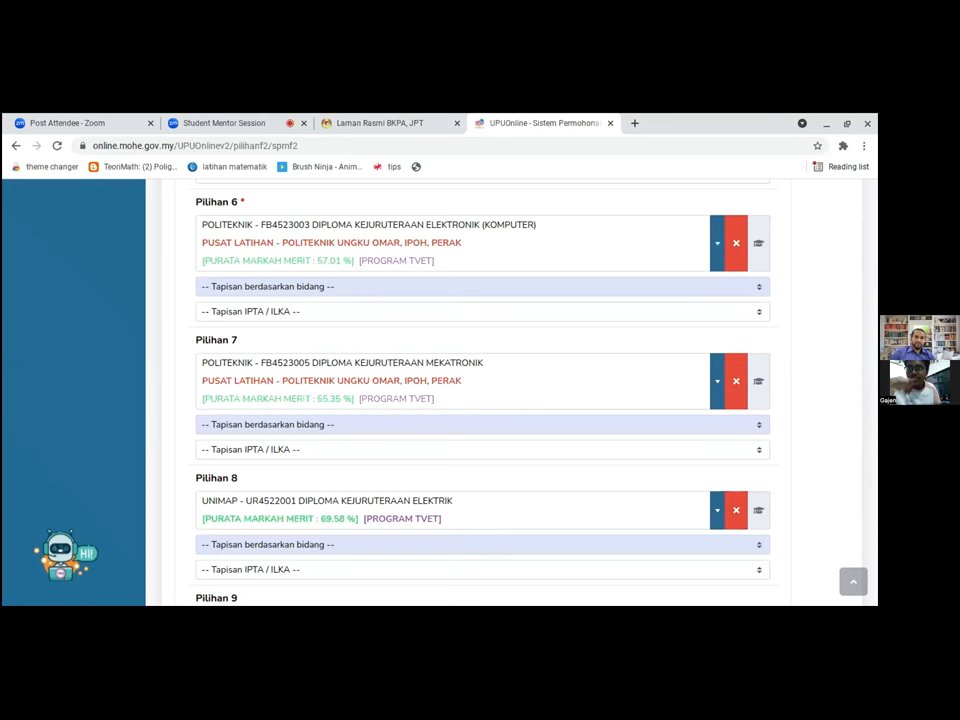 Post Attendee - Zoom
Student Mentor Session
Laman Rasmi BKPA, JPT
UPUOnline - Sistem Permohona
online.mohe.gov.my/UPUOnlinev2/pilihanf2/spmf2
theme changer
TeoriMath: (2) Polig...
latihan matematik
Brush Ninja - Anim...
tips
Reading list
Pilihan 6 *
POLITEKNIK - FB4523003 DIPLOMA KEJURUTERAAN ELEKTRONIK (KOMPUTER)
PUSAT LATIHAN - POLITEKNIK UNGKU OMAR, IPOH, PERAK
[PURATA MARKAH MERIT : 57.01 %] [PROGRAM TVET]
-- Tapisan berdasarkan bidang --
-- Tapisan IPTA / ILKA --
Pilihan 7
POLITEKNIK - FB4523005 DIPLOMA KEJURUTERAAN MEKATRONIK
PUSAT LATIHAN - POLITEKNIK UNGKU OMAR, IPOH, PERAK
[PURATA MARKAH MERIT : 55.35 %] [PROGRAM TVET]
-- Tapisan berdasarkan bidang --
-- Tapisan IPTA / ILKA --
Pilihan 8
UNIMAP - UR4522001 DIPLOMA KEJURUTERAAN ELEKTRIK
[PURATA MARKAH MERIT : 69.58 %] [PROGRAM TVET]
-- Tapisan berdasarkan bidang --
-- Tapisan IPTA / ILKA --
Pilihan 9
HI!
Gajen